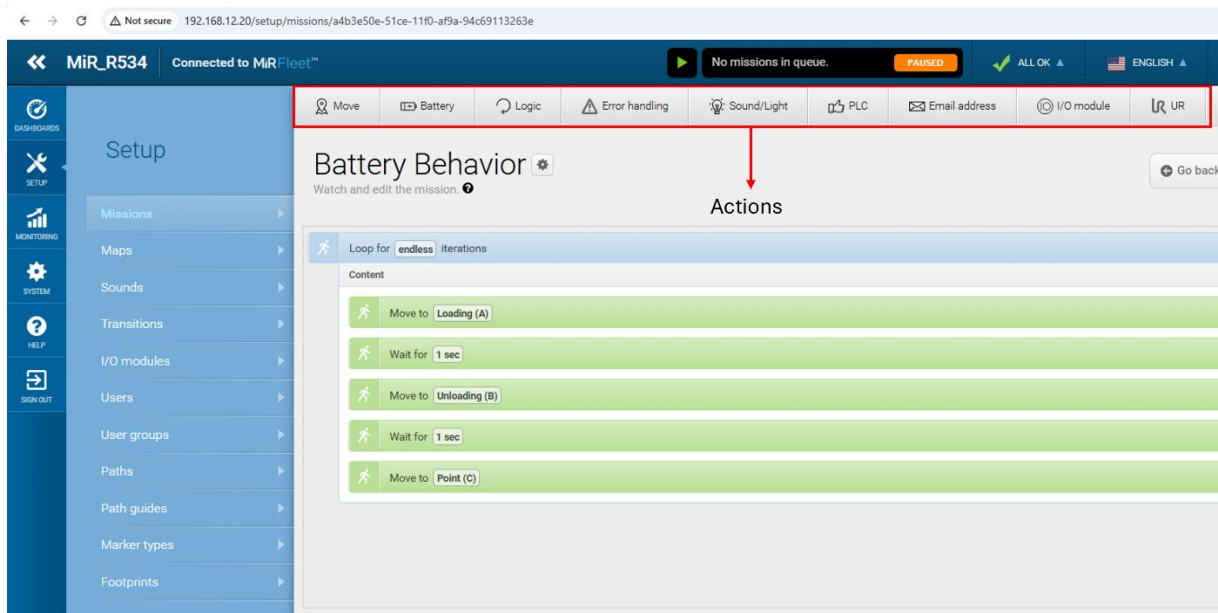 Not secure 192.168.12.20/setup/missions/a4b3e50e-51ce-11f0-af9a-94c69113263e
MiR_R534 Connected to MiRFleet™ No missions in queue. PAUSED ALL OK ENGLISH
DASHBOARDS
SETUP
MONITORING
SYSTEM
HELP
SIGN OUT
Setup
Missions
Maps
Sounds
Transitions
I/O modules
Users
User groups
Paths
Path guides
Marker types
Footprints
Move Battery Logic Error handling Sound/Light PLC Email address I/O module UR
Battery Behavior
Watch and edit the mission.
Go back
Actions
Loop for endless iterations
Content
Move to Loading (A)
Wait for 1 sec
Move to Unloading (B)
Wait for 1 sec
Move to Point (C)